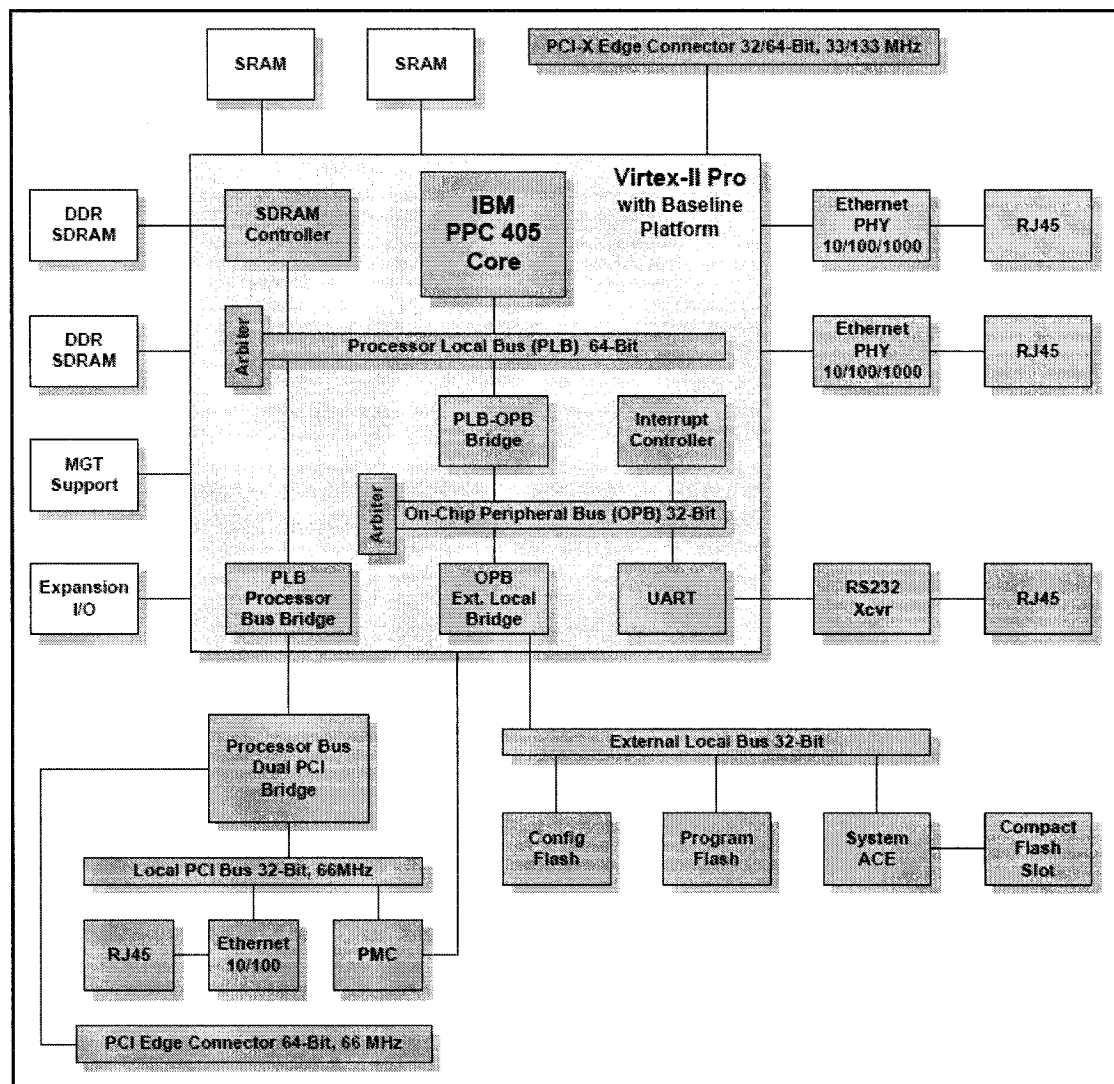 SRAM
SRAM
PCI-X Edge Connector 32/64-Bit, 33/133 MHz
Virtex-II Pro
with Baseline
Platform
IBM
PPC 405
Core
DDR
SDRAM
SDRAM
Controller
Ethernet
PHY
10/100/1000
RJ45
DDR
SDRAM
Arbiter
Processor Local Bus (PLB) 64-Bit
Ethernet
PHY
10/100/1000
RJ45
MGT
Support
PLB-OPB
Bridge
Interrupt
Controller
Arbiter
On-Chip Peripheral Bus (OPB) 32-Bit
Expansion
I/O
PLB
Processor
Bus Bridge
OPB
Ext. Local
Bridge
UART
RS232
Xcvr
RJ45
Processor Bus
Dual PCI
Bridge
External Local Bus 32-Bit
Config
Flash
Program
Flash
System
ACE
Compact
Flash
Slot
Local PCI Bus 32-Bit, 66MHz
RJ45
Ethernet
10/100
PMC
PCI Edge Connector 64-Bit, 66 MHz